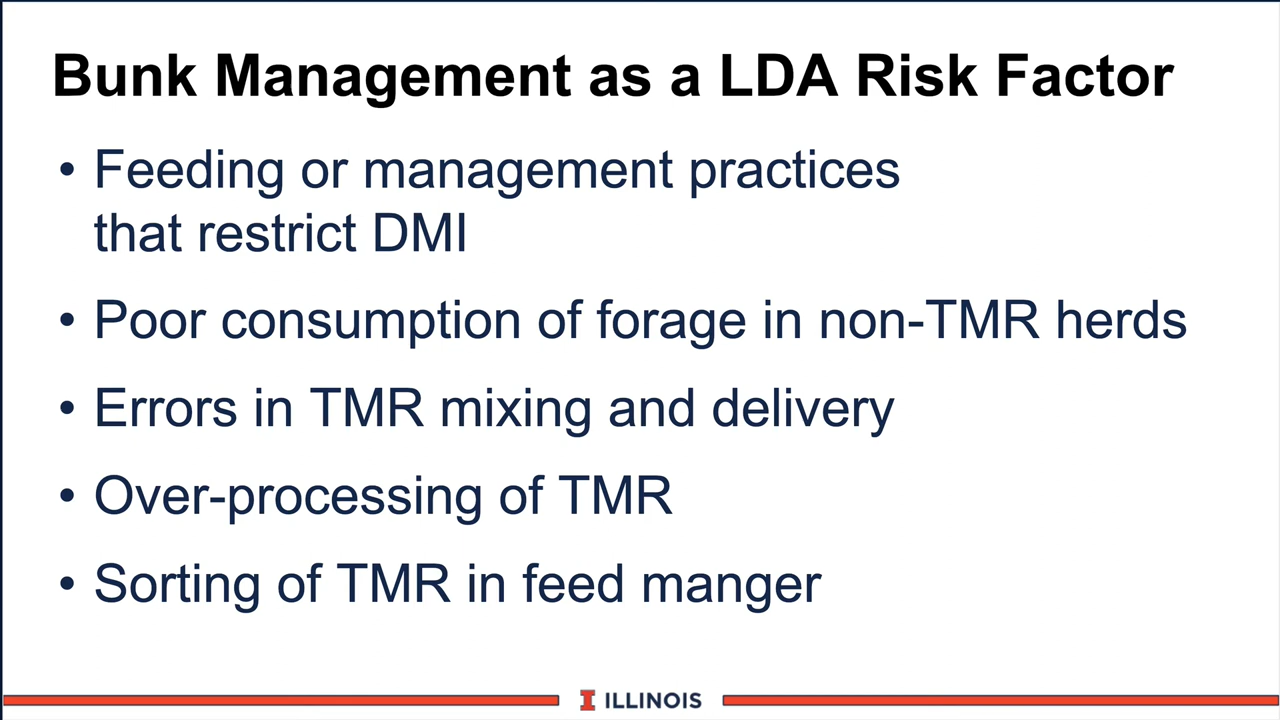 Bunk Management as a LDA Risk Factor
• Feeding or management practices
that restrict DMI
• Poor consumption of forage in non-TMR herds
• Errors in TMR mixing and delivery
• Over-processing of TMR
• Sorting of TMR in feed manger
I ILLINOIS